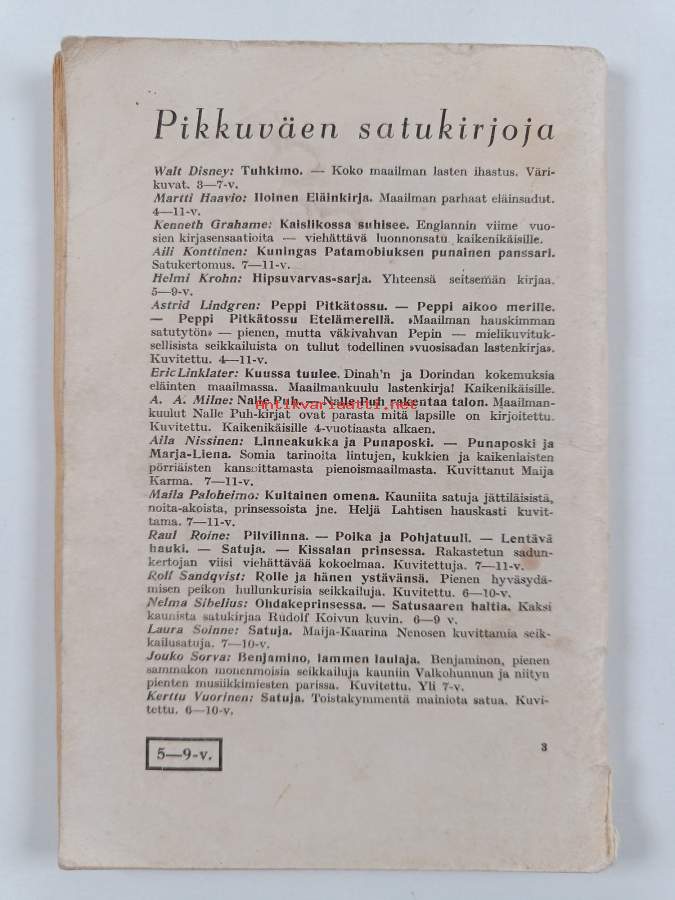 Pikkuväen satukirjoja
Walt Disney: Tuhkimo. — Koko maailman lasten ihastus. Väri-
kuvat. 3—7-v.
Martti Haavio: Iloinen Eläinkirja. Maailman parhaat eläinsadut.
4—11-v.
Kenneth Grahame: Kaislikossa suhisee. Englannin viime vuo-
sien kirjasensaatioita — viehättävä luonnonsatu kaikenikäisille.
Aili Konttinen: Kuningas Patamobiuksen punainen panssari.
Satukertomus. 7—11-v.
Helmi Krohn: Hipsuvarvas-sarja. Yhteensä seitsemän kirjaa.
5—9-v.
Astrid Lindgren: Peppi Pitkätossu. — Peppi aikoo merille.
— Peppi Pitkätossu Etelämerellä. »Maailman hauskimman
satutytön» — pienen, mutta väkivahvan Pepin — mielikuvituk-
sellisista seikkailuista on tullut todellinen »vuosisadan lastenkirja».
Kuvitettu. 4—11-v.
Eric Linklater: Kuussa tuulee. Dinah'n ja Dorindan kokemuksia
eläinten maailmassa. Maailmankuulu lastenkirja! Kaikenikäisille.
A. A. Milne: Nalle Puh. — Nalle Puh rakentaa talon. Maailman-
antikvariaatti.net
kuulut Nalle Puh-kirjat ovat parasta mitä lapsille on kirjoitettu.
Kuvitettu. Kaikenikäisille 4-vuotiaasta alkaen.
Aila Nissinen: Linneakukka ja Punaposki. — Punaposki ja
Marja-Liena. Somia tarinoita lintujen, kukkien ja kaikenlaisten
pörriäisten kansoittamasta pienoismaailmasta. Kuvittanut Maija
Karma. 7—11-v.
Maila Paloheimo: Kultainen omena. Kauniita satuja jättiläisistä,
noita-akoista, prinsessoista jne. Heljä Lahtisen hauskasti kuvit-
tama. 7—11-v.
Raul Roine: Pilvilinna. — Poika ja Pohjatuuli. — Lentävä
hauki. — Satuja. — Kissalan prinsessa. Rakastetun sadun-
kertojan viisi viehättävää kokoelmaa. Kuvitettuja. 7—11-v.
Rolf Sandqvist: Rolle ja hänen ystävänsä. Pienen hyväsydä-
misen peikon hullunkurisia seikkailuja. Kuvitettu. 6—10-v.
Nelma Sibelius: Ohdakeprinsessa. — Satusaaren haltia. Kaksi
kaunista satukirjaa Rudolf Koivun kuvin. 6—9 v.
Laura Soinne: Satuja. Maija-Kaarina Nenosen kuvittamia seik-
kailusatuja. 7—10-v.
Jouko Sorva: Benjamino, lammen laulaja. Benjaminon, pienen
sammakon monenmoisia seikkailuja kauniin Valkohunnun ja niityn
pienten musiikkimiesten parissa. Kuvitettu. Yli 7-v.
Kerttu Vuorinen: Satuja. Toistakymmentä mainiota satua. Kuvi-
tettu. 6—10-v.
5—9-v.
3